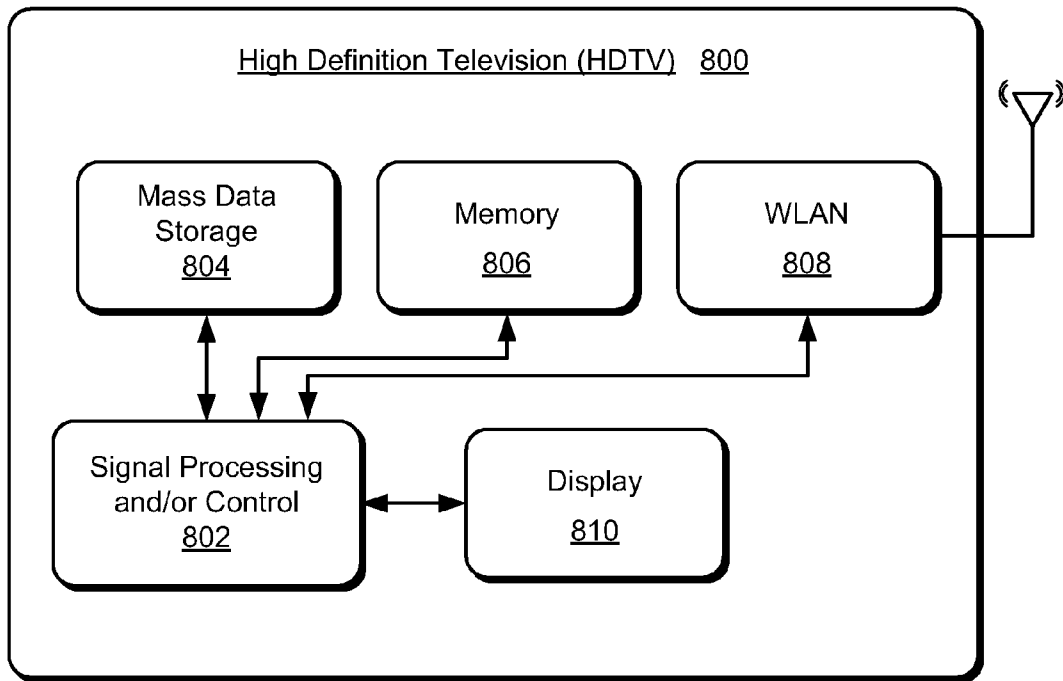 High Definition Television (HDTV) 800
Mass Data
Storage
804
Memory
806
WLAN
808
Signal Processing
and/or Control
802
Display
810